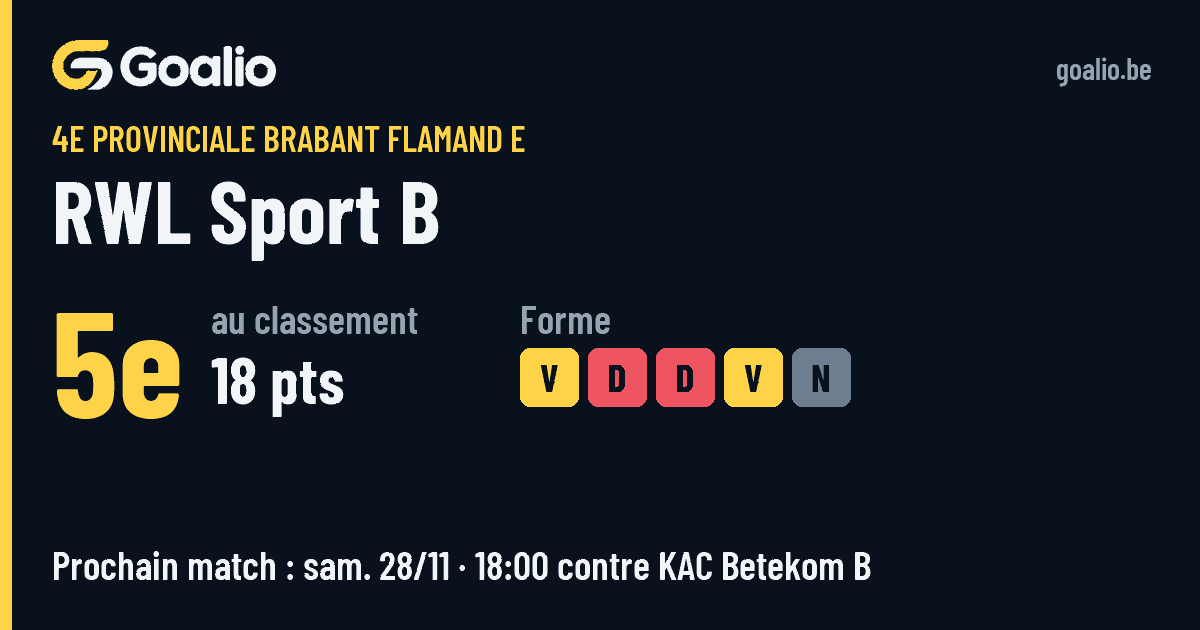 Goalio
goalio.be
4E PROVINCIALE BRABANT FLAMAND E
RWL Sport B
5e
au classement
18 pts
Forme
V D D V N
Prochain match : sam. 28/11 · 18:00 contre KAC Betekom B